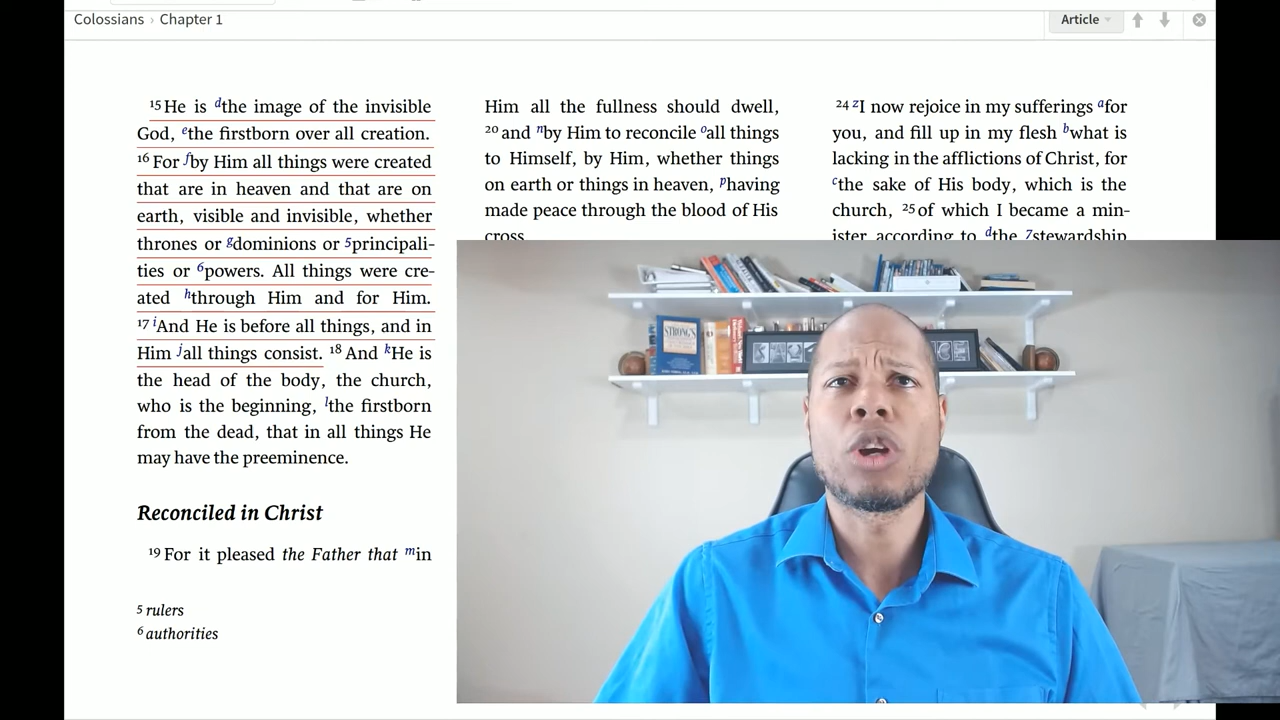 Colossians › Chapter 1
Article
15 He is d the image of the invisible
God, e the firstborn over all creation.
16 For f by Him all things were created
that are in heaven and that are on
earth, visible and invisible, whether
thrones or g dominions or 5 principali-
ties or 6 powers. All things were cre-
ated h through Him and for Him.
17 i And He is before all things, and in
Him j all things consist. 18 And k He is
the head of the body, the church,
who is the beginning, l the firstborn
from the dead, that in all things He
may have the preeminence.
Reconciled in Christ
19 For it pleased the Father that m in
5 rulers
6 authorities
Him all the fullness should dwell,
20 and n by Him to reconcile o all things
to Himself, by Him, whether things
on earth or things in heaven, p having
made peace through the blood of His
cross.
24 z I now rejoice in my sufferings a for
you, and fill up in my flesh b what is
lacking in the afflictions of Christ, for
c the sake of His body, which is the
church, 25 of which I became a min-
ister according to d the 7 stewardship
STRONG'S